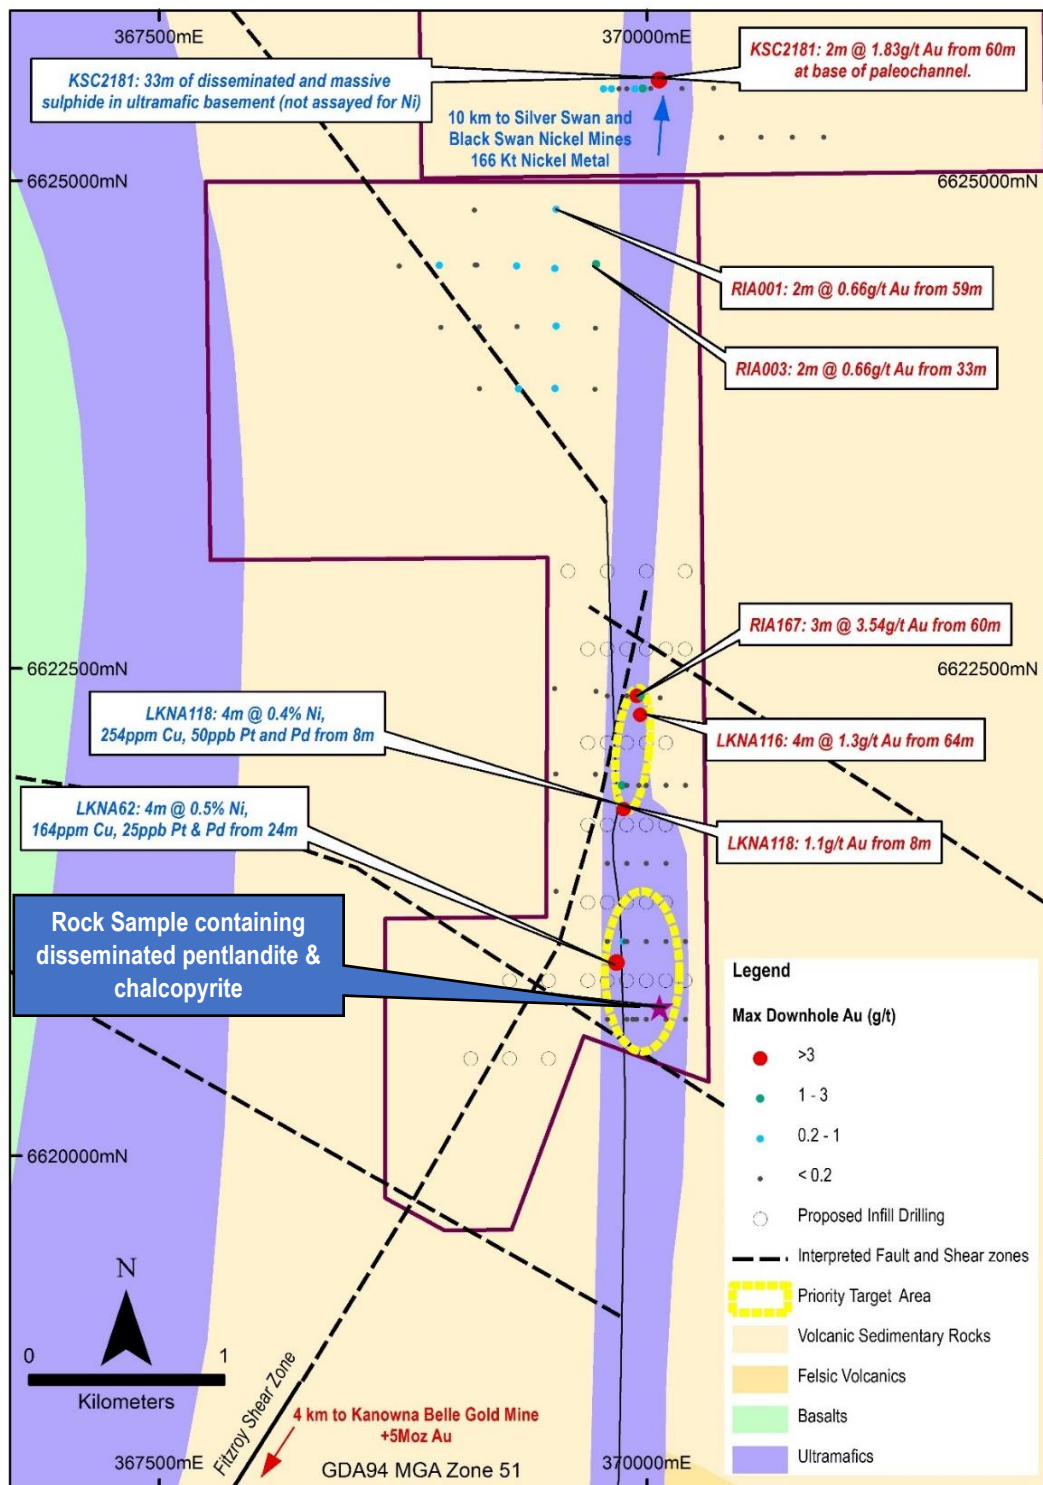 367500mE
370000mE
KSC2181: 2m @ 1.83g/t Au from 60m
at base of paleochannel.
KSC2181: 33m of disseminated and massive
sulphide in ultramafic basement (not assayed for Ni)
10 km to Silver Swan and
Black Swan Nickel Mines
166 Kt Nickel Metal
6625000mN
6625000mN
RIA001: 2m @ 0.66g/t Au from 59m
RIA003: 2m @ 0.66g/t Au from 33m
RIA167: 3m @ 3.54g/t Au from 60m
6622500mN
6622500mN
LKNA118: 4m @ 0.4% Ni,
254ppm Cu, 50ppb Pt and Pd from 8m
LKNA116: 4m @ 1.3g/t Au from 64m
LKNA62: 4m @ 0.5% Ni,
164ppm Cu, 25ppb Pt & Pd from 24m
LKNA118: 1.1g/t Au from 8m
Rock Sample containing
disseminated pentlandite &
chalcopyrite
6620000mN
Legend
Max Downhole Au (g/t)
>3
1 - 3
0.2 - 1
< 0.2
Proposed Infill Drilling
Interpreted Fault and Shear zones
Priority Target Area
Volcanic Sedimentary Rocks
Felsic Volcanics
Basalts
Ultramafics
N
0 1
Kilometers
Fitzroy Shear Zone
4 km to Kanowna Belle Gold Mine
+5Moz Au
367500mE
GDA94 MGA Zone 51
370000mE